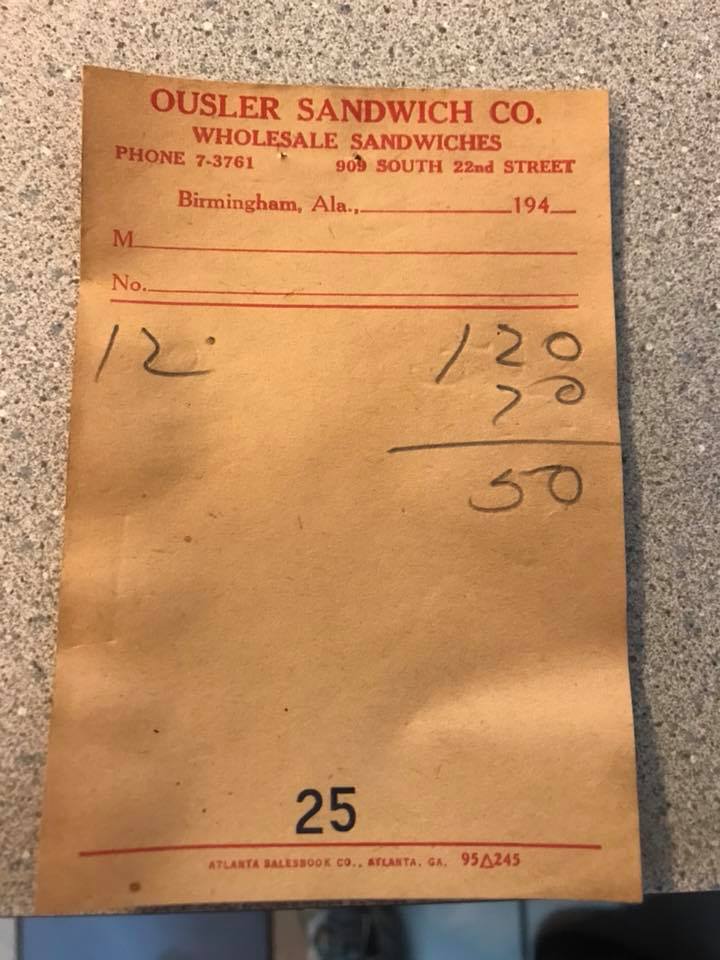 OUSLER SANDWICH CO.
WHOLESALE SANDWICHES
PHONE 7-3761 909 SOUTH 22nd STREET
Birmingham, Ala., 194
M
No.
12 120
70
50
25
ATLANTA SALESBOOK CO., ATLANTA, GA. 95△245